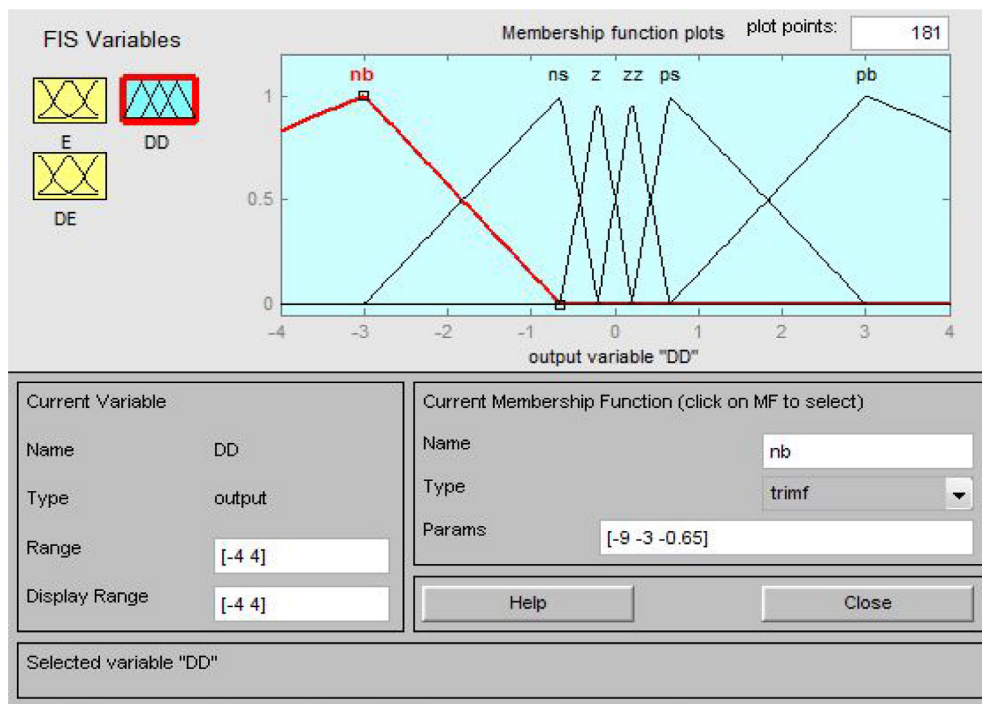 FIS Variables
Membership function plots
plot points:
181
E
DD
DE
nb
ns
z
zz
ps
pb
1
0.5
0
-4
-3
-2
-1
0
1
2
3
4
output variable "DD"
Current Variable
Name
DD
Type
output
Range
[-4 4]
Display Range
[-4 4]
Current Membership Function (click on MF to select)
Name
nb
Type
trimf
Params
[-9 -3 -0.65]
Help
Close
Selected variable "DD"